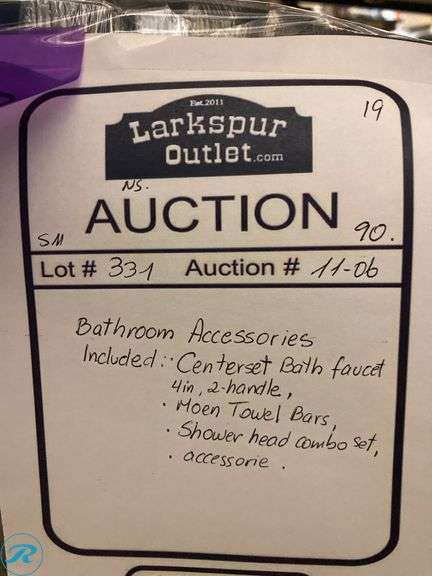 Est. 2011
19
Larkspur
Outlet.com
NS.
AUCTION
SM
90.
Lot # 331 Auction # 11-06
Bathroom Accessories
Included: · Centerset Bath faucet
4in, 2-handle,
· Moen Towel Bars,
· Shower head combo set,
· accessorie.
R